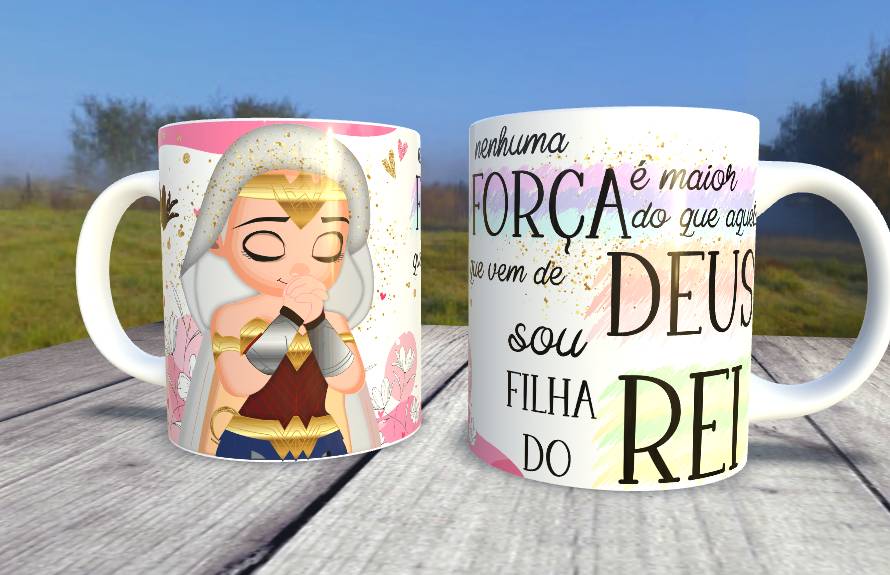 nenhuma
FORÇA é maior
do que aquela
que vem de
DEUS
sou
FILHA
DO
REI